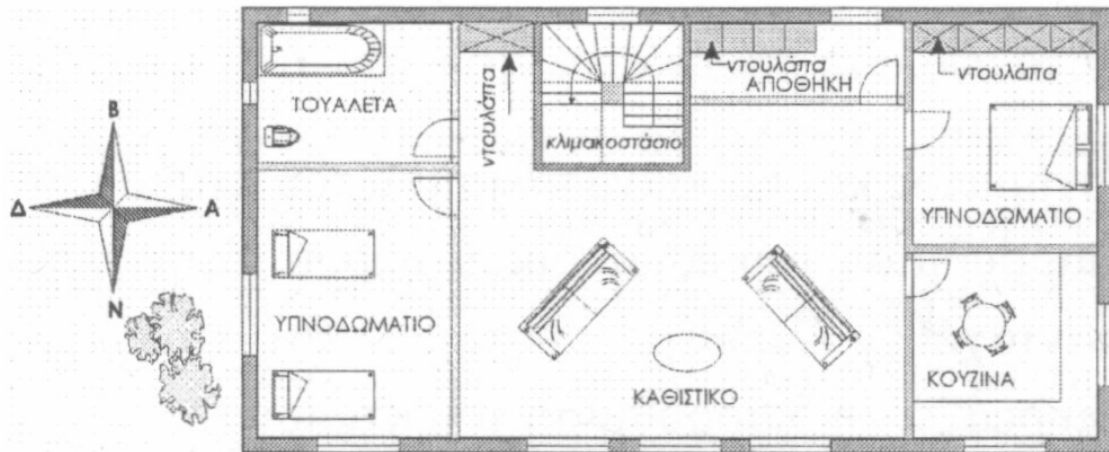 ΤΟΥΑΛΕΤΑ
ντουλάπα
κλιμακοστάσιο
ντουλάπα
ΑΠΟΘΗΚΗ
ντουλάπα
Β
Δ
Α
Ν
ΥΠΝΟΔΩΜΑΤΙΟ
ΥΠΝΟΔΩΜΑΤΙΟ
ΚΑΘΙΣΤΙΚΟ
ΚΟΥΖΙΝΑ